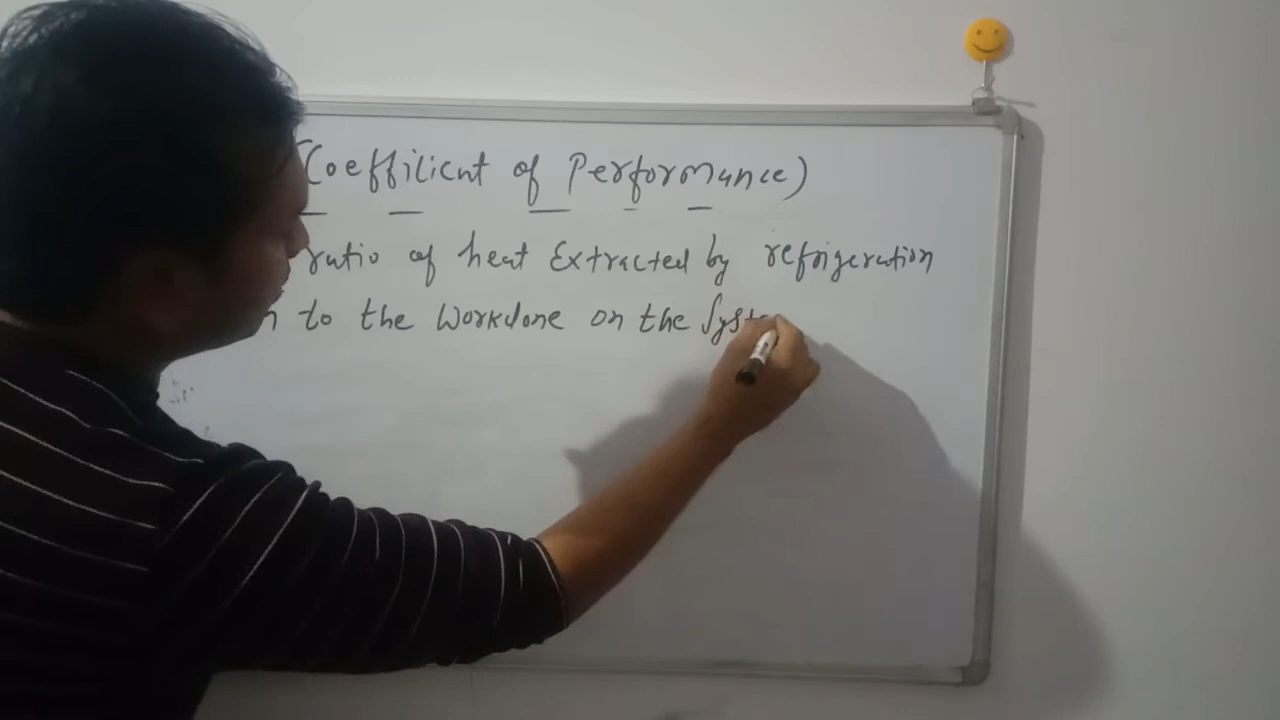 (Coefficient of Performance)
ratio of heat Extracted by refrigeration
to the Workdone on the